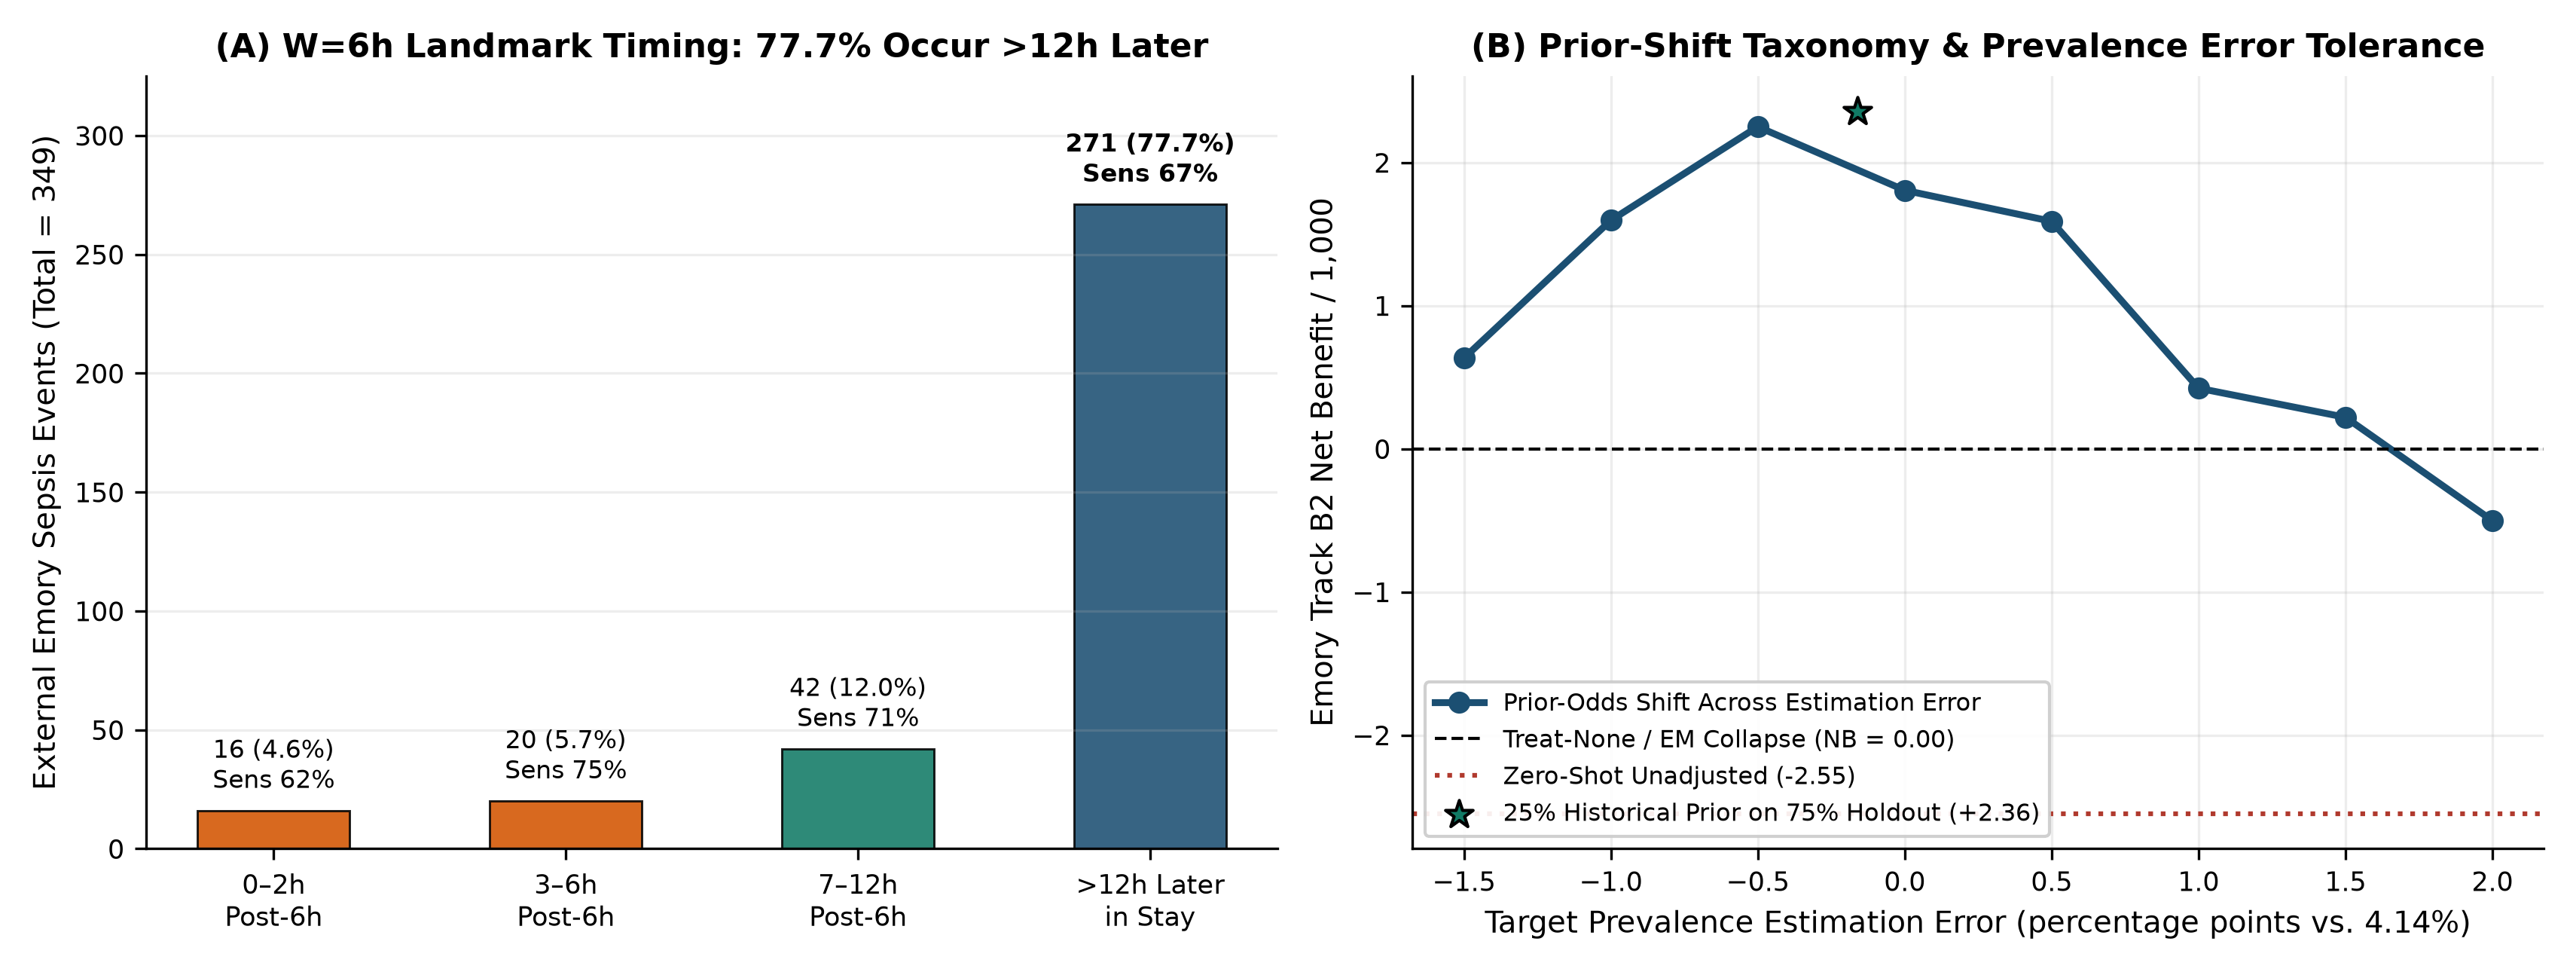 (A) W=6h Landmark Timing: 77.7% Occur >12h Later
External Emory Sepsis Events (Total = 349)
300
250
200
150
100
50
0
16 (4.6%)
Sens 62%
20 (5.7%)
Sens 75%
42 (12.0%)
Sens 71%
271 (77.7%)
Sens 67%
0–2h
Post-6h
3–6h
Post-6h
7–12h
Post-6h
>12h Later
in Stay
(B) Prior-Shift Taxonomy & Prevalence Error Tolerance
Emory Track B2 Net Benefit / 1,000
2
1
0
−1
−2
Prior-Odds Shift Across Estimation Error
Treat-None / EM Collapse (NB = 0.00)
Zero-Shot Unadjusted (-2.55)
25% Historical Prior on 75% Holdout (+2.36)
−1.5
−1.0
−0.5
0.0
0.5
1.0
1.5
2.0
Target Prevalence Estimation Error (percentage points vs. 4.14%)